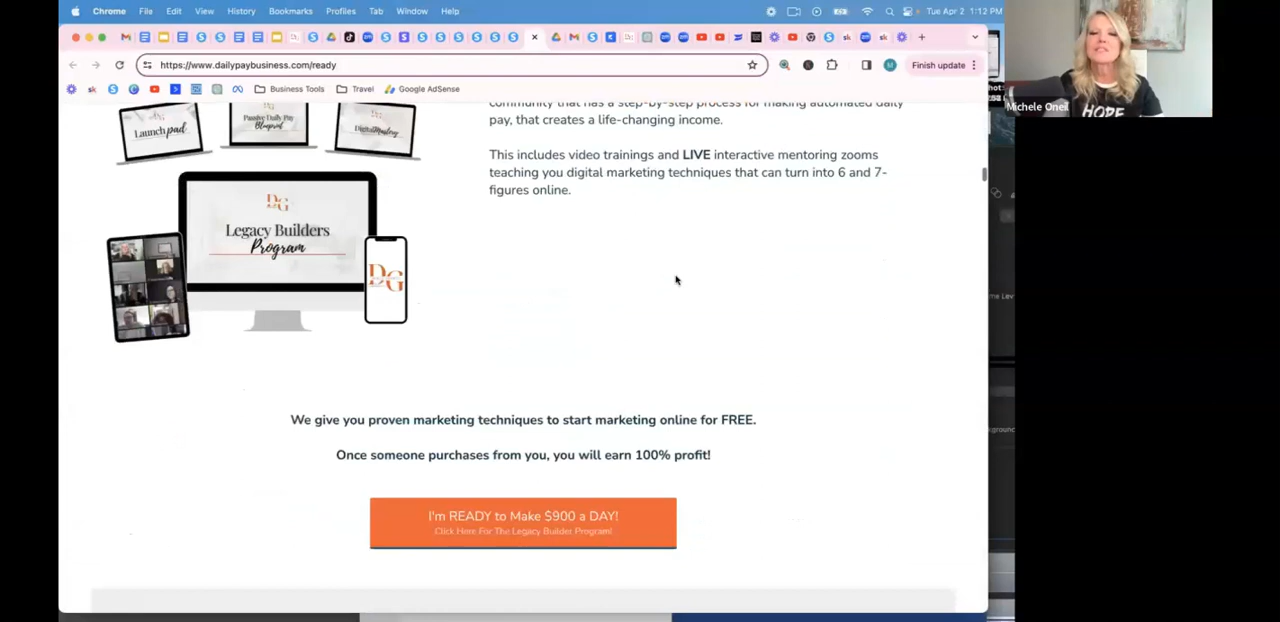 Chrome File Edit View History Bookmarks Profiles Tab Window Help
Tue Apr 2 1:12 PM
https://www.dailypaybusiness.com/ready
Finish update
Business Tools Travel Google AdSense
Michele Oneil
HOPE
community that has a step-by-step process for making automated daily
pay, that creates a life-changing income.
This includes video trainings and LIVE interactive mentoring zooms
teaching you digital marketing techniques that can turn into 6 and 7-
figures online.
Launch pad
Passive Daily Pay
Blueprint
Digital Mastery
DG
Legacy Builders
Program
DG
We give you proven marketing techniques to start marketing online for FREE.
Once someone purchases from you, you will earn 100% profit!
I'm READY to Make $900 a DAY!
Click Here For The Legacy Builder Program!